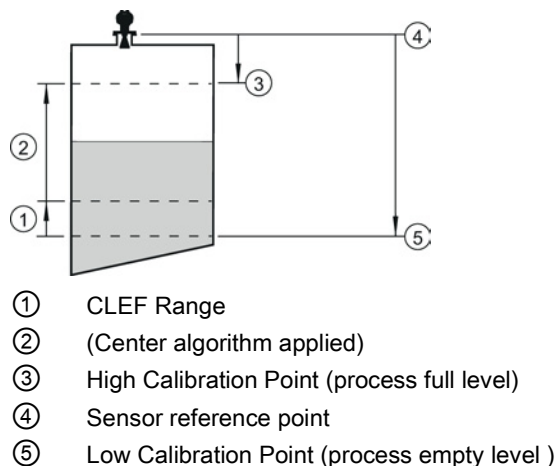 ④
③
②
①
⑤
① CLEF Range
② (Center algorithm applied)
③ High Calibration Point (process full level)
④ Sensor reference point
⑤ Low Calibration Point (process empty level )